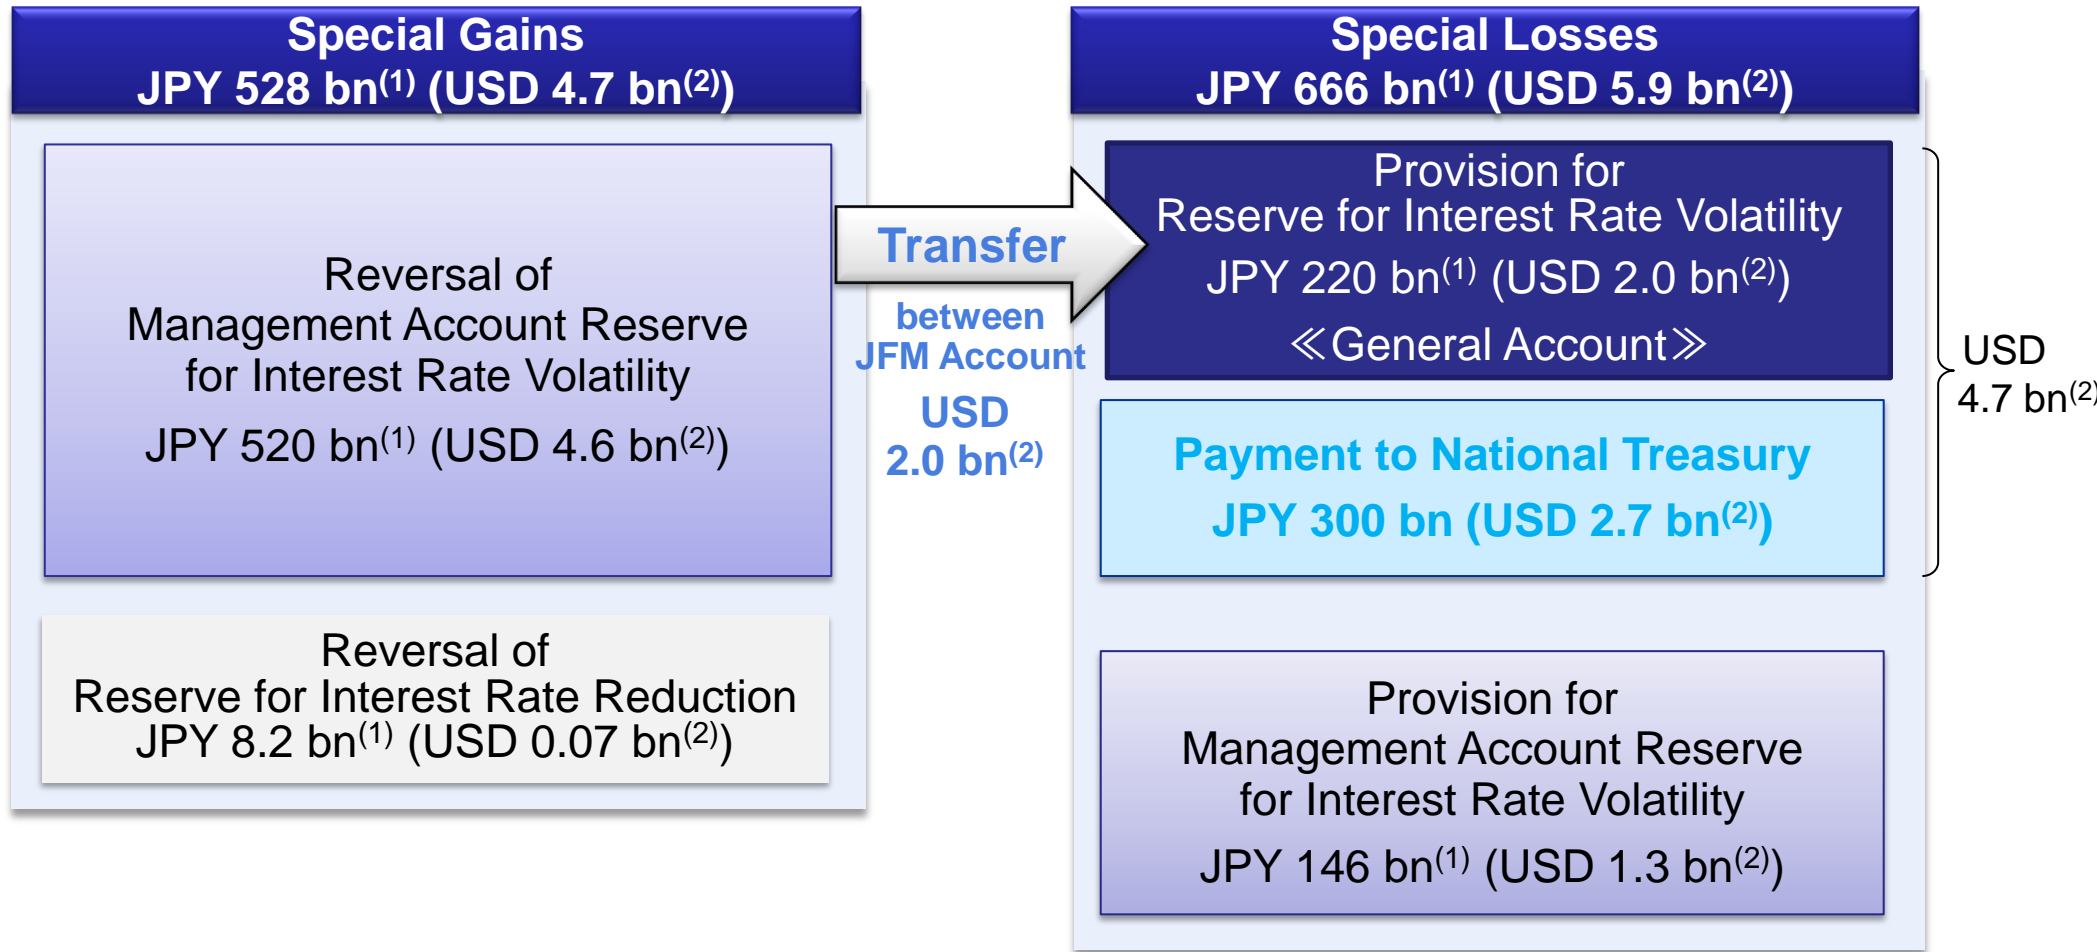 Special Gains
JPY 528 bn(1) (USD 4.7 bn(2))
Reversal of
Management Account Reserve
for Interest Rate Volatility
JPY 520 bn(1) (USD 4.6 bn(2))
Reversal of
Reserve for Interest Rate Reduction
JPY 8.2 bn(1) (USD 0.07 bn(2))
Transfer
between
JFM Account
USD
2.0 bn(2)
Special Losses
JPY 666 bn(1) (USD 5.9 bn(2))
Provision for
Reserve for Interest Rate Volatility
JPY 220 bn(1) (USD 2.0 bn(2))
≪General Account≫
Payment to National Treasury
JPY 300 bn (USD 2.7 bn(2))
Provision for
Management Account Reserve
for Interest Rate Volatility
JPY 146 bn(1) (USD 1.3 bn(2))
USD
4.7 bn(2)